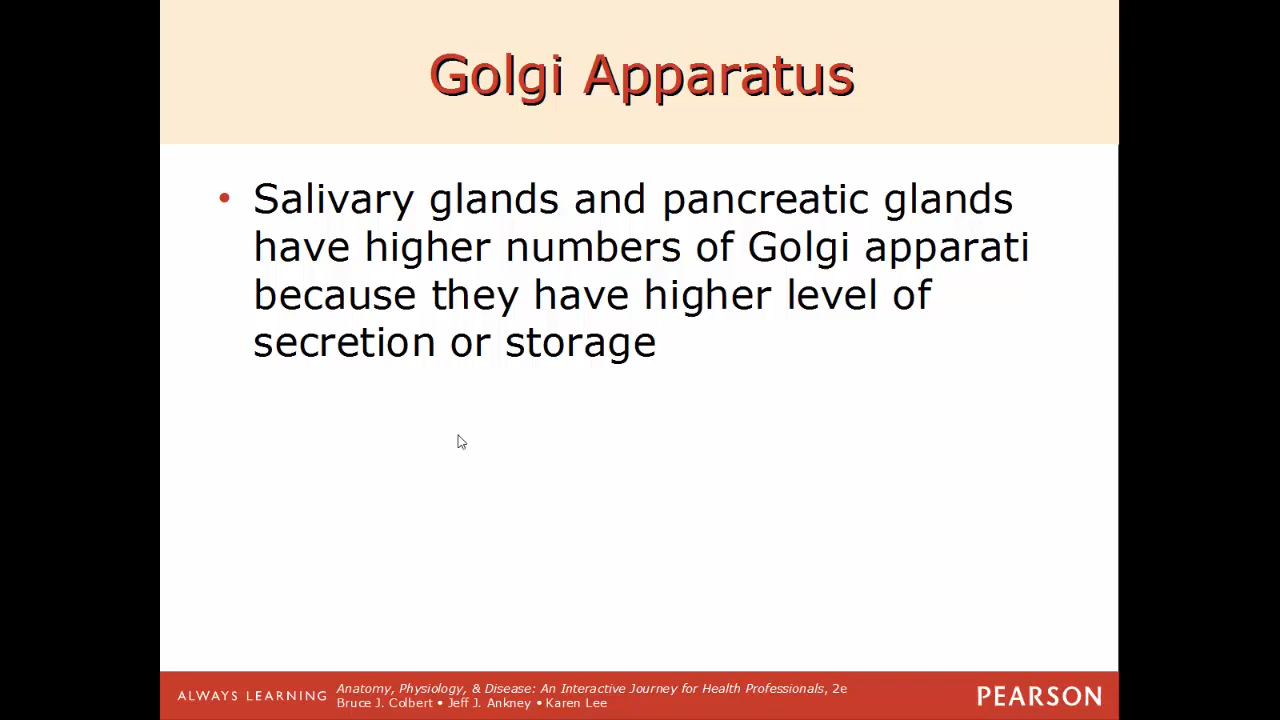 Golgi Apparatus
• Salivary glands and pancreatic glands
have higher numbers of Golgi apparati
because they have higher level of
secretion or storage
ALWAYS LEARNING
Anatomy, Physiology, & Disease: An Interactive Journey for Health Professionals, 2e
Bruce J. Colbert • Jeff J. Ankney • Karen Lee
PEARSON